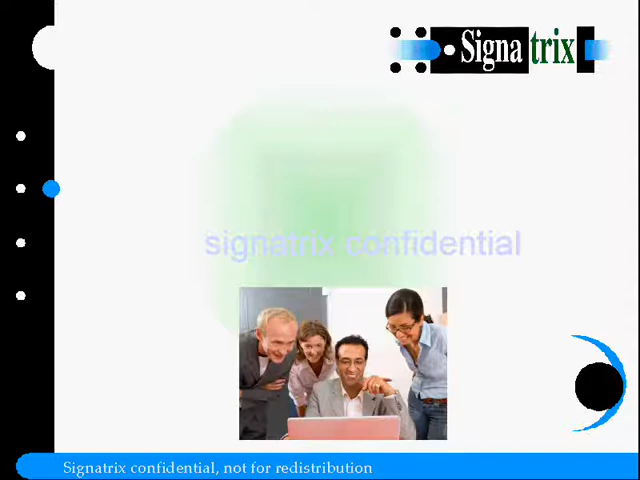 Signatrix
signatrix confidential
Signatrix confidential, not for redistribution